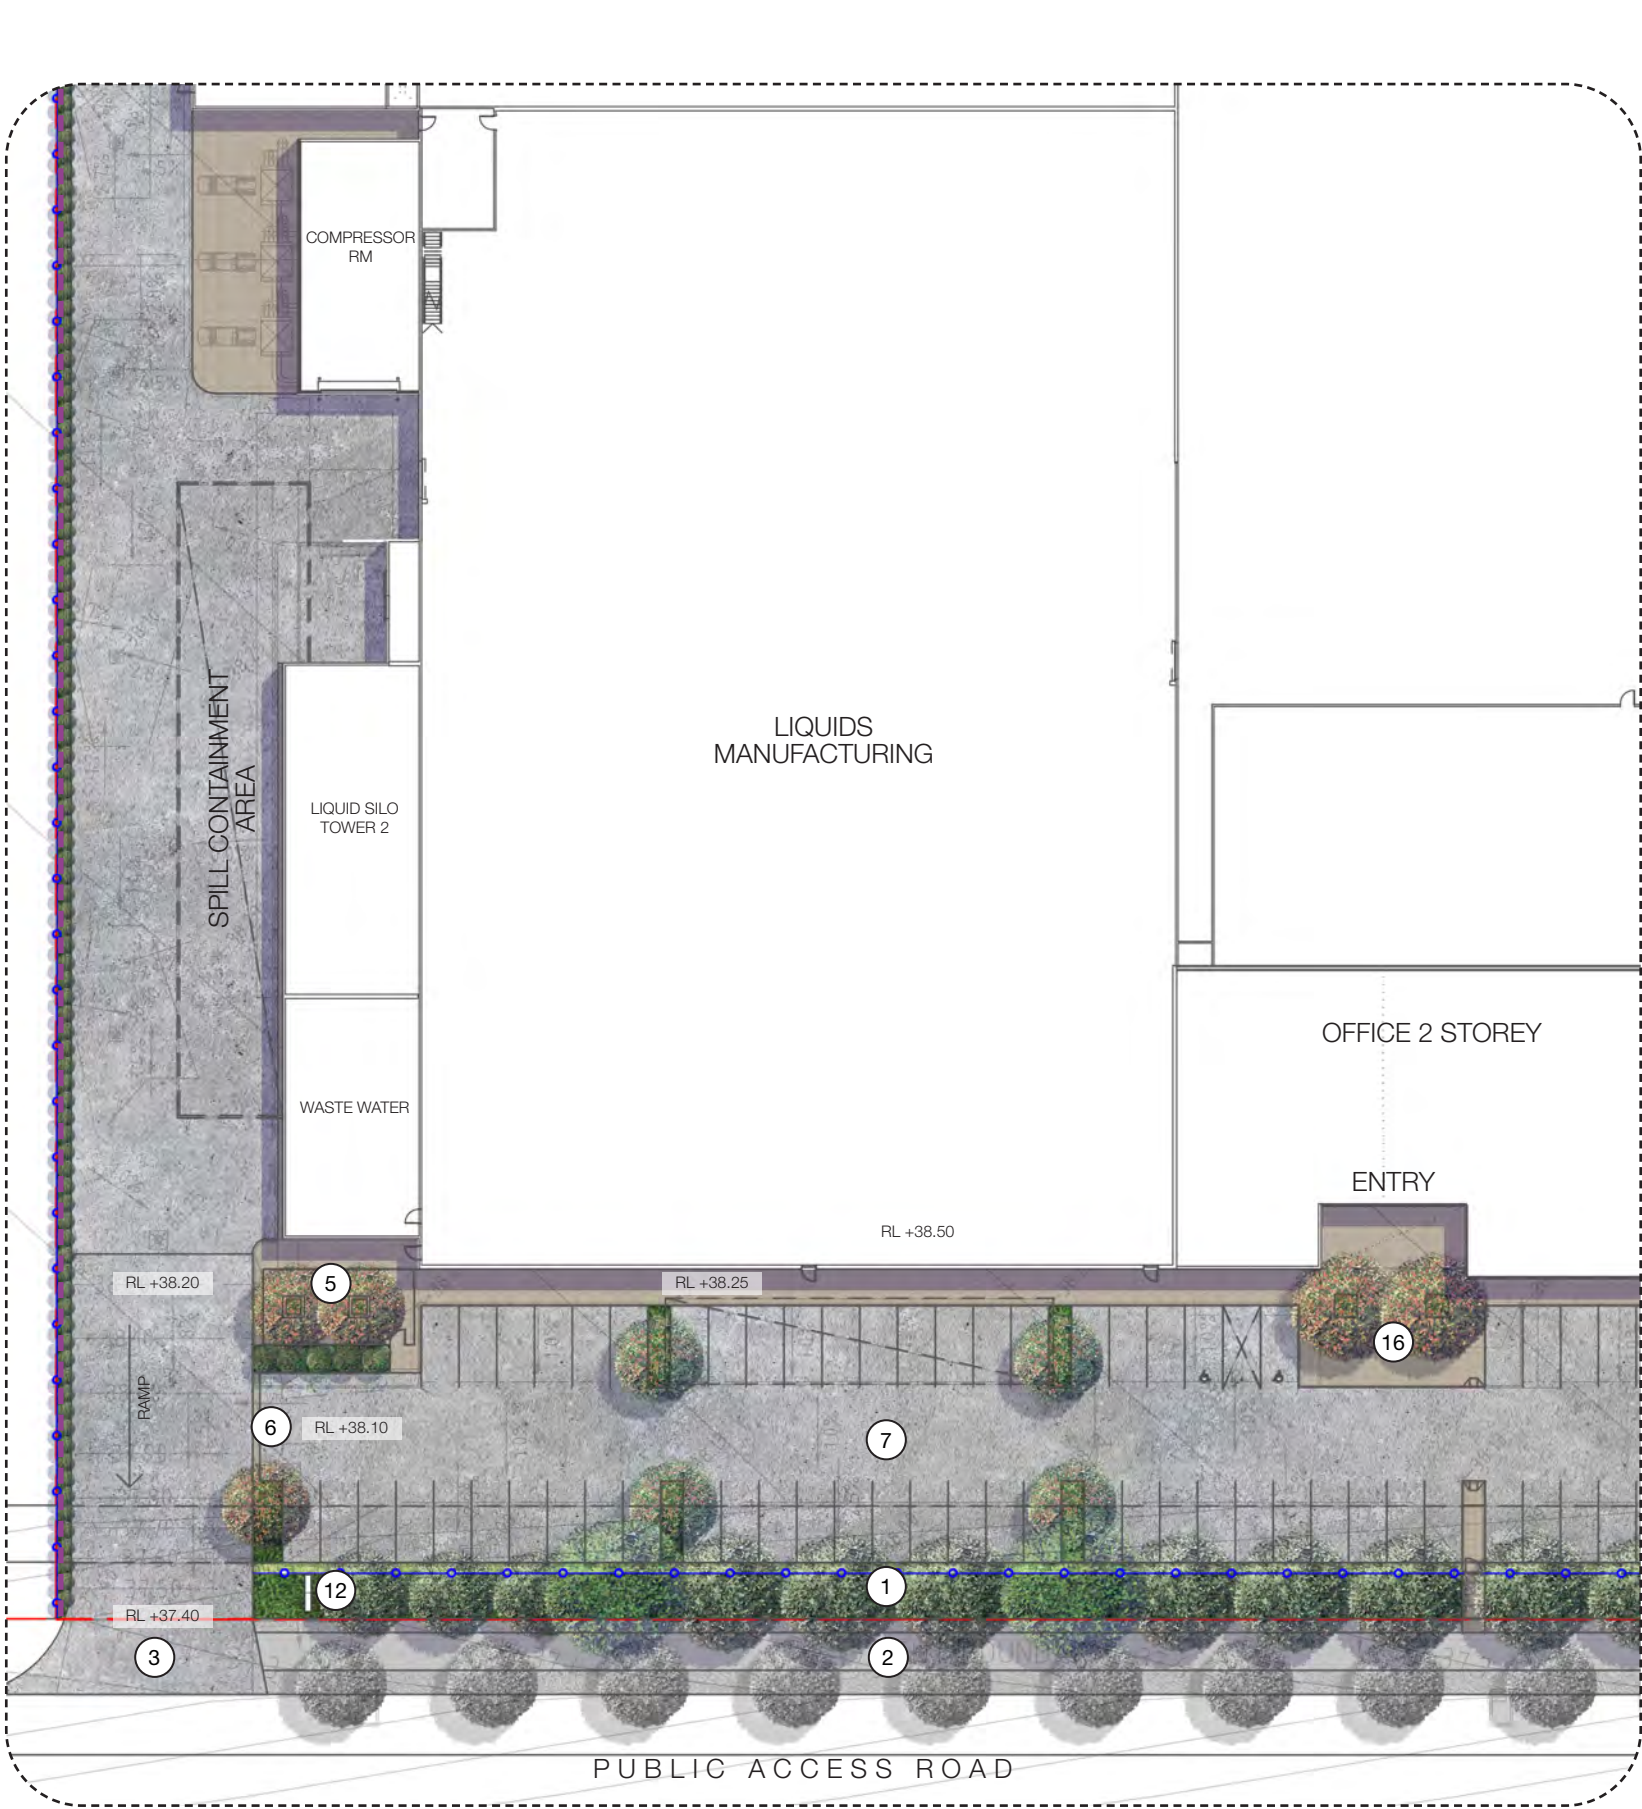 COMPRESSOR
RM
LIQUIDS
MANUFACTURING
SPILL CONTAINMENT
AREA
LIQUID SILO
TOWER 2
OFFICE 2 STOREY
WASTE WATER
ENTRY
RL +38.50
RL +38.20
5
RL +38.25
16
RAMP
6
RL +38.10
7
12
1
RL +37.40
3
2
PUBLIC ACCESS ROAD